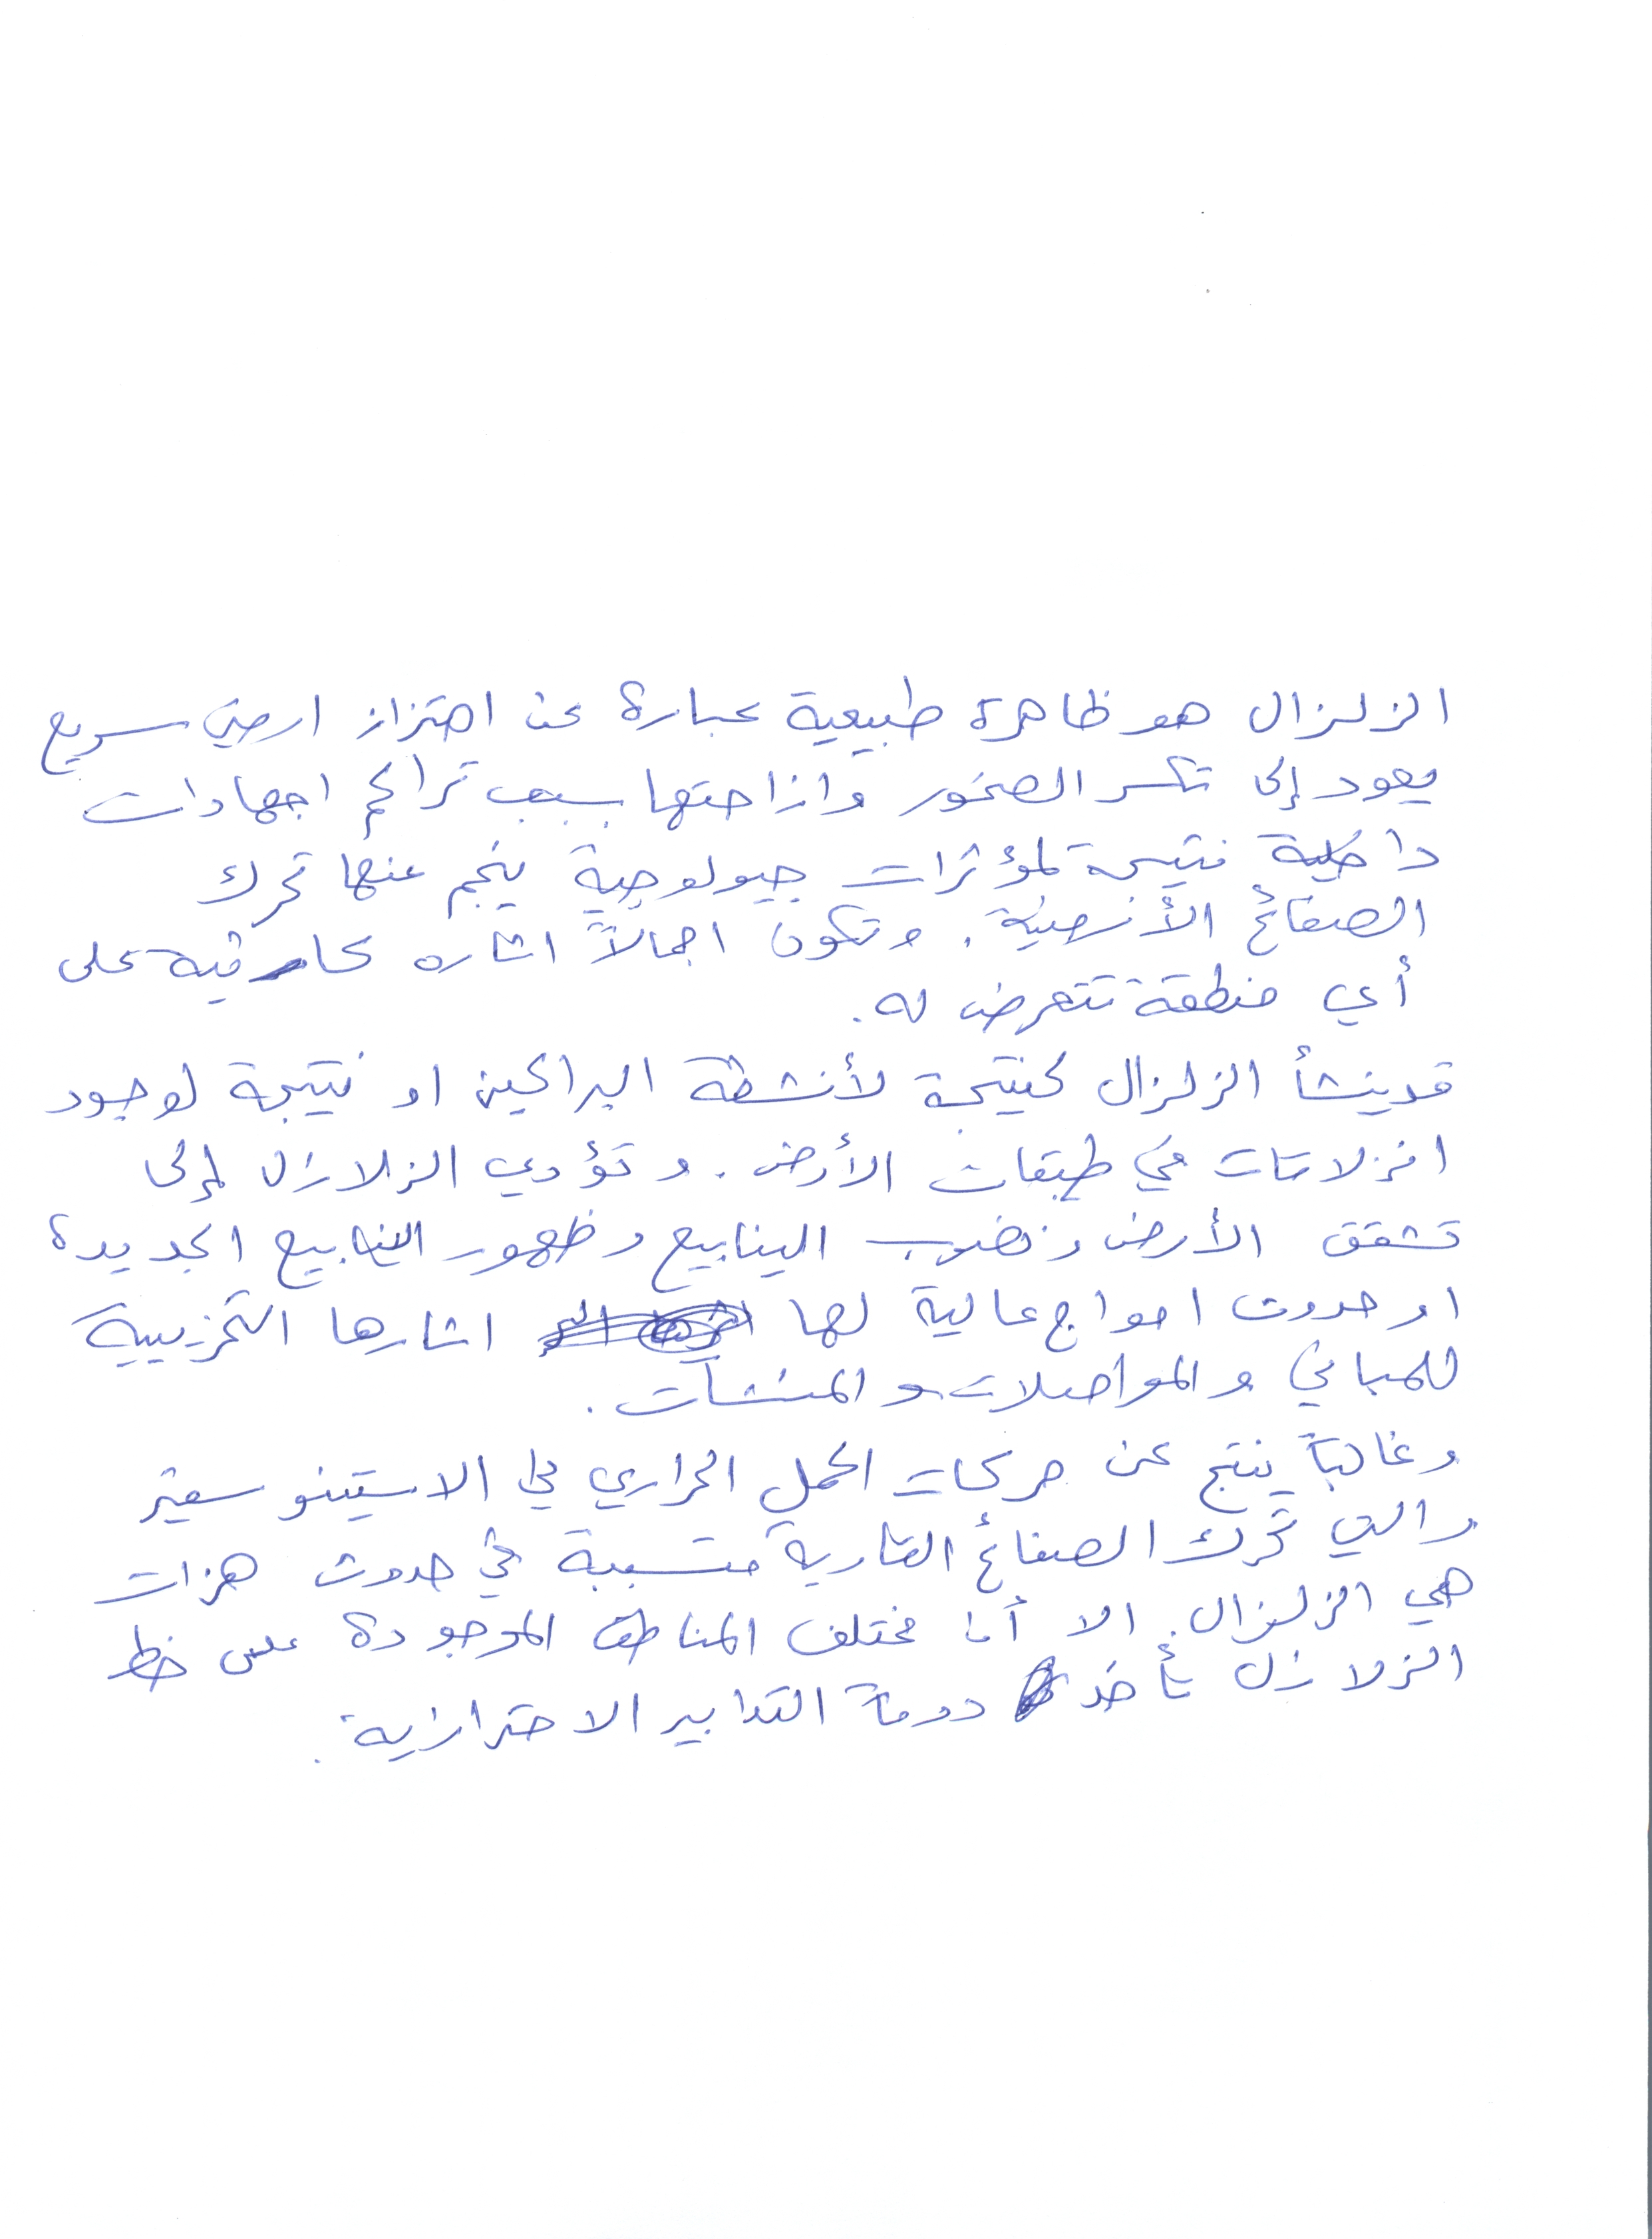 الزلزال هو ظاهرة طبيعية عبارة عن اهتزاز ارضي سريع
يعود إلى تكسر الصخور وازاحتها بسبب تراكم اجهادات
داخلية نتيجة لمؤثرات جيولوجية ينجم عنها تحرك
الصفائح الأرضية. وتكون اجمالاً اثاره كارثية على
أي منطقة تتعرض له.
قد ينشأ الزلزال كنتيجة لأنشطة البراكين او نتيجة لوجود
انزلاقات في طبقات الأرض. و تؤدي الزلازل إلى
تشقق الأرض ونضوب الينابيع وظهور الينابيع الجديدة
او حدوث امواج عالية لها اثارها التخريبية
للمباني و المواصلات و المنشآت.
وغالباً ينتج عن حركات الحمل الحراري في الاستينوسفير
والتي تحرك الصفائح القارية متسببة في حدوث هزات
هي الزلزال. الا أن مختلف المناطق الموجودة على خط
الزلازل تأخذ دوماً التدابير الاحترازية.